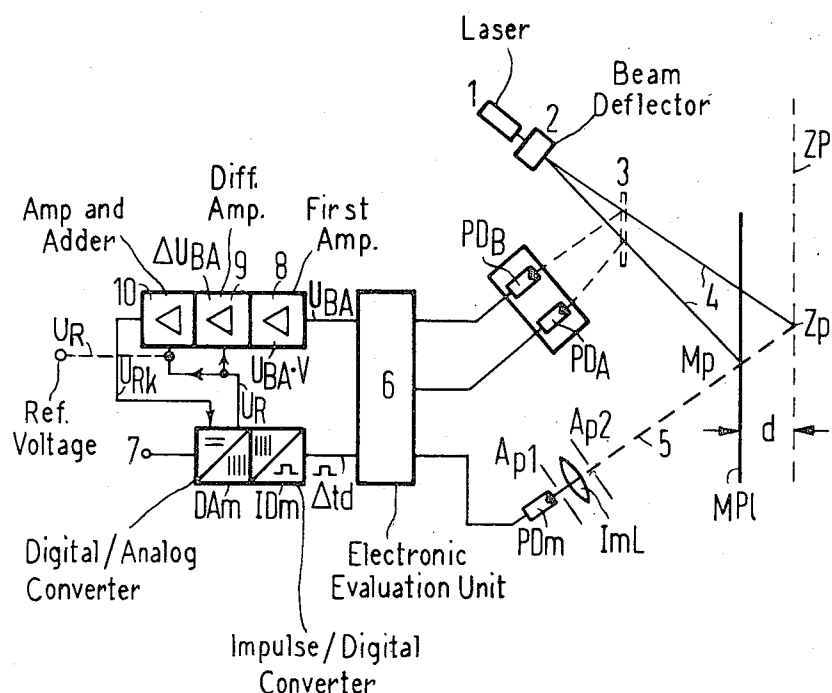 Laser
1
2
Beam
Deflector
3
ZP
4
Zp
Mp
d
5
MPl
Diff.
Amp.
Amp and
Adder
First
Amp.
ΔUBA
10
9
8
UBA
UBA·V
PDB
PDA
6
UR
URk
UR
Ref.
Voltage
7
DAm
IDm
Δtd
Ap1
Ap2
PDm
ImL
Digital/Analog
Converter
Electronic
Evaluation Unit
Impulse/Digital
Converter